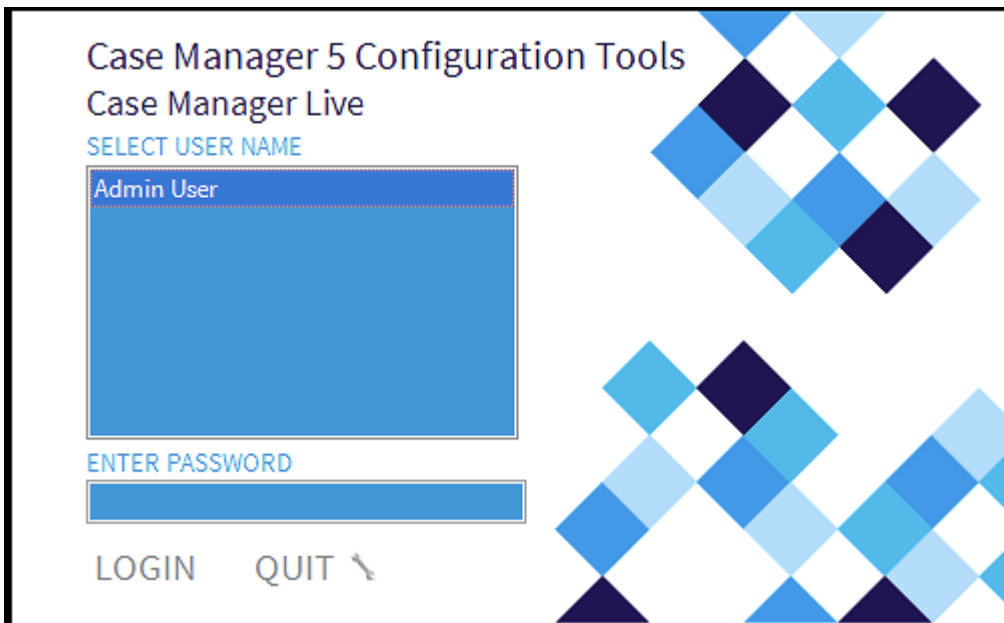 Case Manager 5 Configuration Tools
Case Manager Live
SELECT USER NAME
Admin User
ENTER PASSWORD
LOGIN QUIT